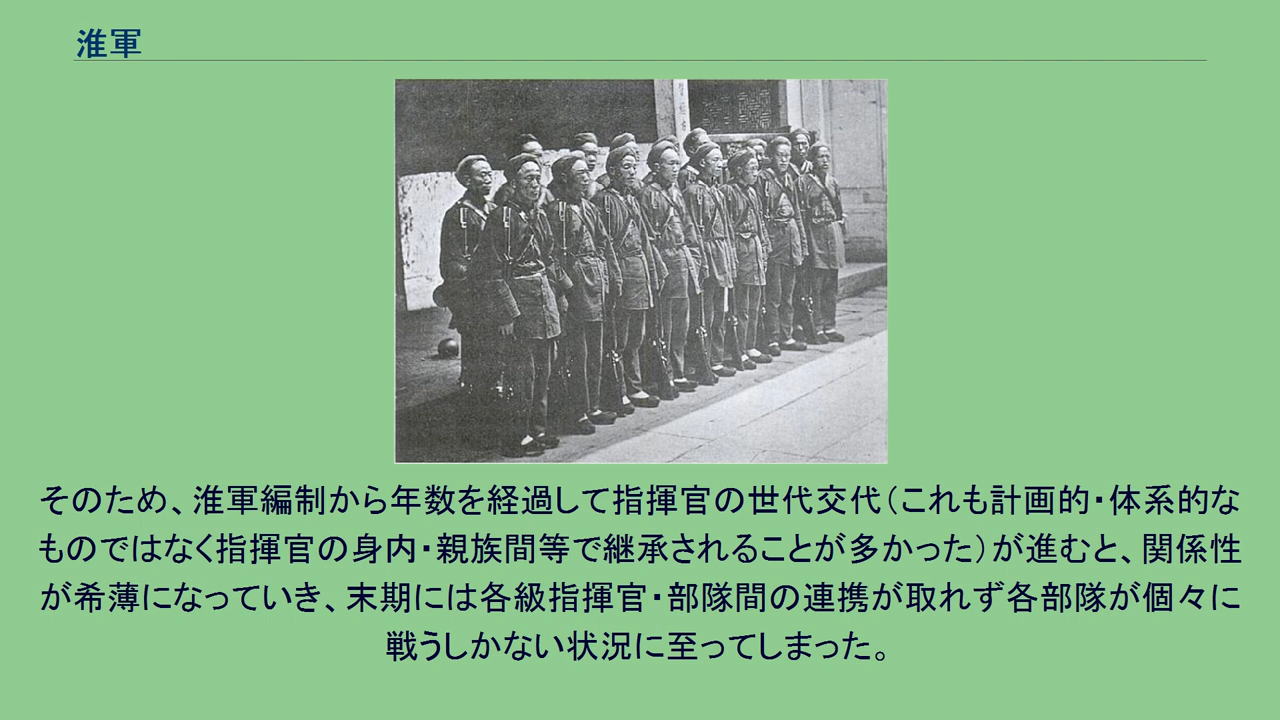 淮軍
そのため、淮軍編制から年数を経過して指揮官の世代交代（これも計画的・体系的な
ものではなく指揮官の身内・親族間等で継承されることが多かった）が進むと、関係性
が希薄になっていき、末期には各級指揮官・部隊間の連携が取れず各部隊が個々に
戦うしかない状況に至ってしまった。